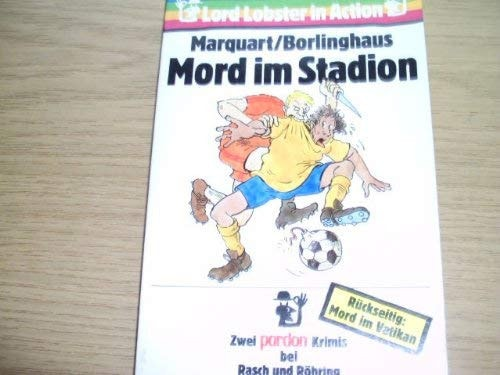 Lord Lobster in Action
Marquart/Borlinghaus
Mord im Stadion
Rückseitig:
Mord im Vatikan
Zwei pardon Krimis
bei
Rasch und Röhring